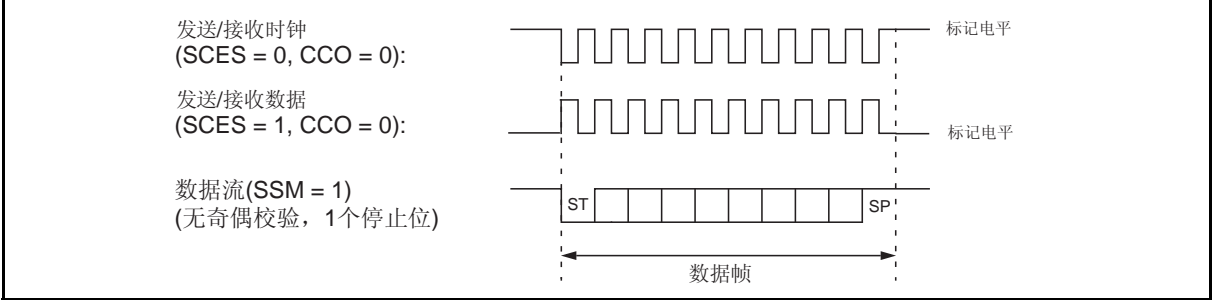 发送/接收时钟
(SCES = 0, CCO = 0):
标记电平
发送/接收数据
(SCES = 1, CCO = 0):
标记电平
数据流(SSM = 1)
(无奇偶校验，1个停止位)
ST
SP
数据帧